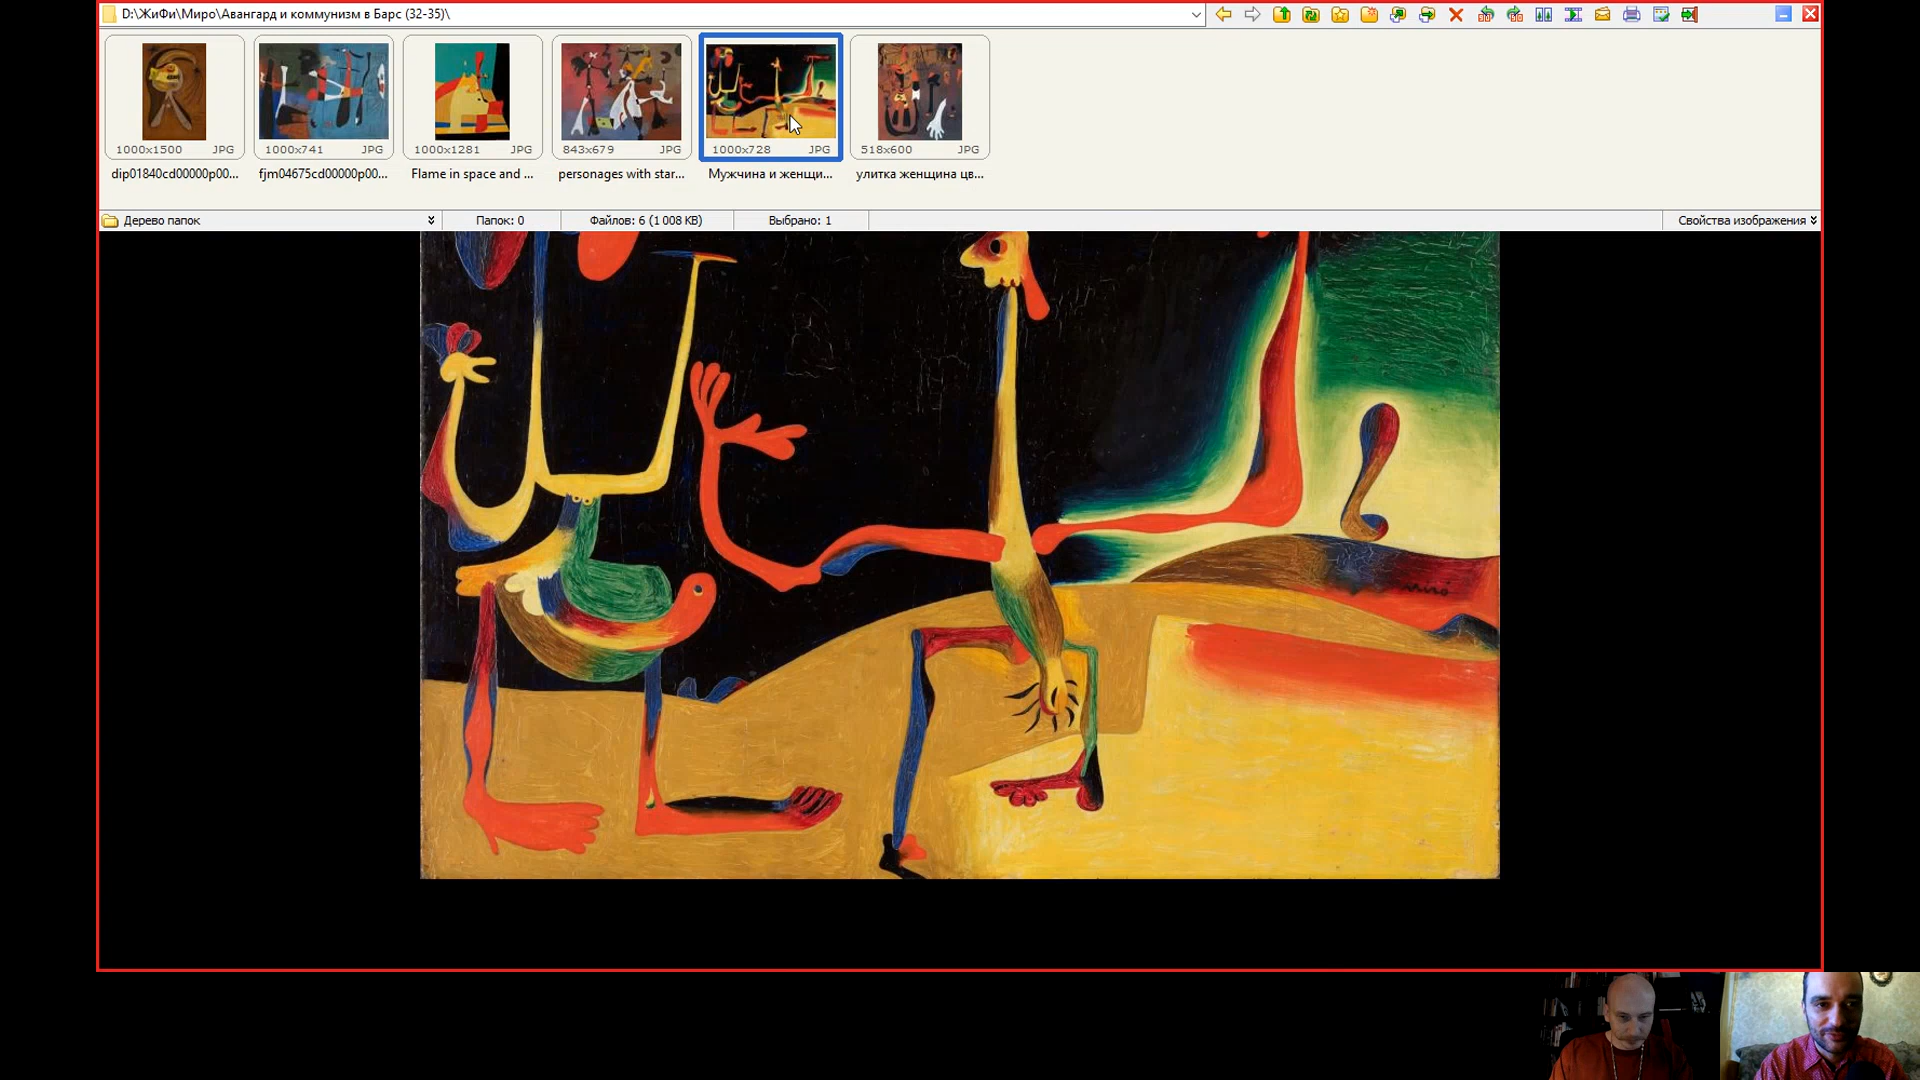 D:\ЖиФи\Миро\Авангард и коммунизм в Барс (32-35)\
1000x1500 JPG
1000x741 JPG
1000x1281 JPG
843x679 JPG
1000x728 JPG
518x600 JPG
dip01840cd00000p00...
fjm04675cd00000p00...
Flame in space and ...
personages with star...
Мужчина и женщи...
улитка женщина цв...
Дерево папок
Папок: 0
Файлов: 6 (1 008 KB)
Выбрано: 1
Свойства изображения
Miró